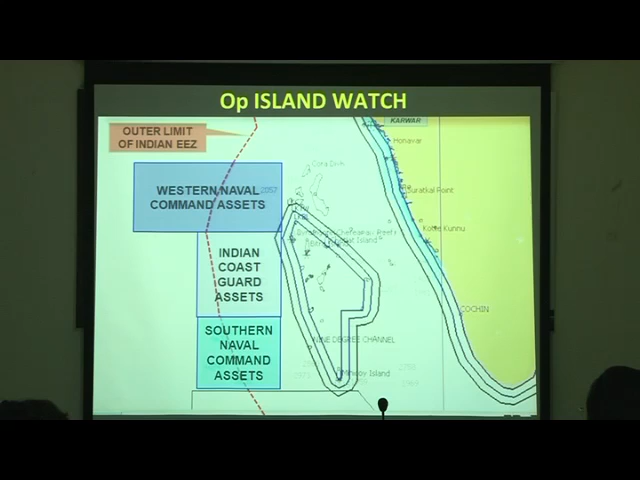 Op ISLAND WATCH
KARWAR
OUTER LIMIT
OF INDIAN EEZ
Honavar
WESTERN NAVAL
COMMAND ASSETS
Suratkal Point
INDIAN
COAST
GUARD
ASSETS
COCHIN
SOUTHERN
NAVAL
COMMAND
ASSETS
NINE DEGREE CHANNEL
Minicoy Island